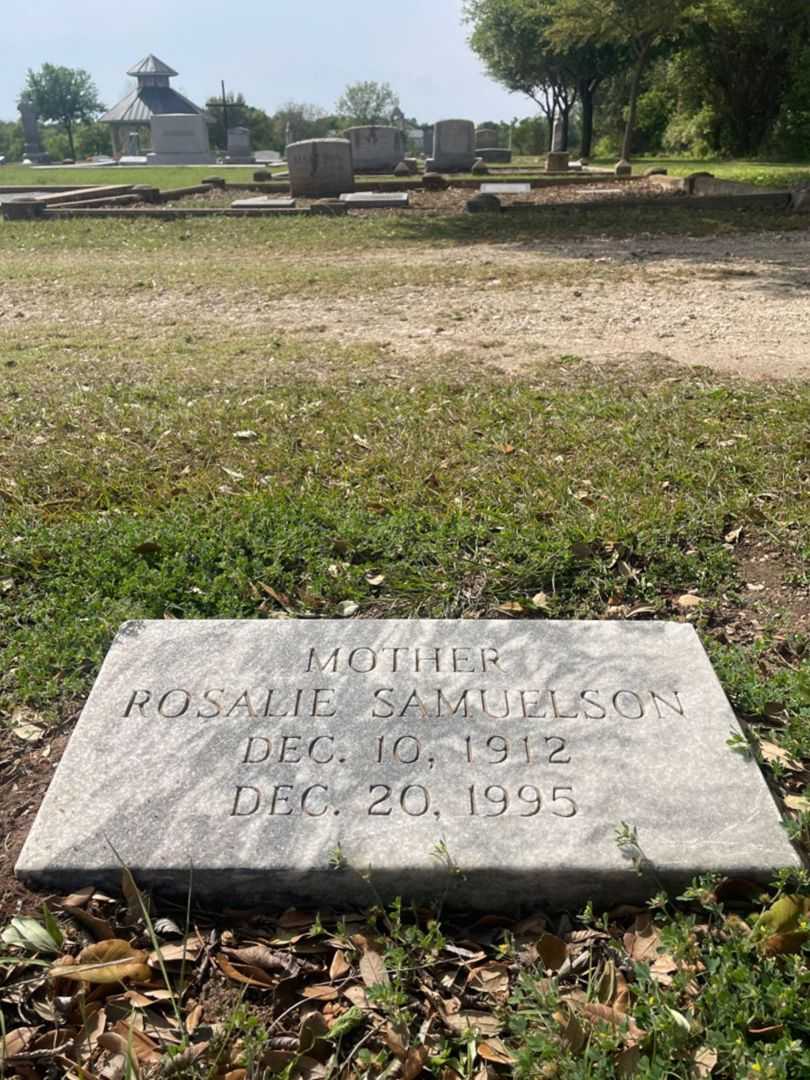 MOTHER
ROSALIE SAMUELSON
DEC. 10, 1912
DEC. 20, 1995